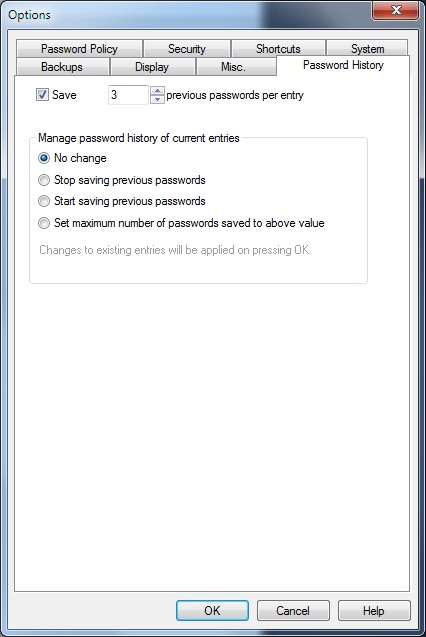 Options
Password Policy Security Shortcuts System
Backups Display Misc. Password History
Save 3 previous passwords per entry
Manage password history of current entries
No change
Stop saving previous passwords
Start saving previous passwords
Set maximum number of passwords saved to above value
Changes to existing entries will be applied on pressing OK
OK Cancel Help